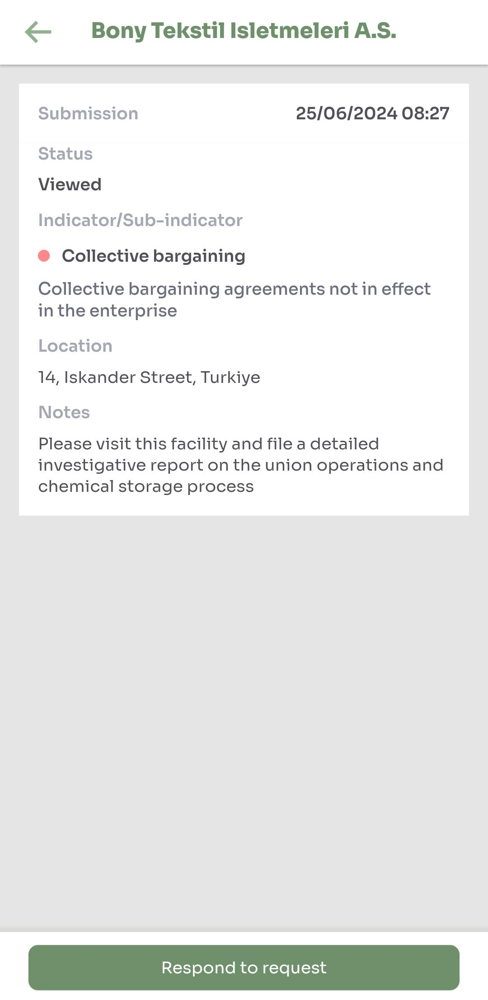 Bony Tekstil Isletmeleri A.S.
Submission 25/06/2024 08:27
Status
Viewed
Indicator/Sub-indicator
Collective bargaining
Collective bargaining agreements not in effect
in the enterprise
Location
14, Iskander Street, Turkiye
Notes
Please visit this facility and file a detailed
investigative report on the union operations and
chemical storage process
Respond to request